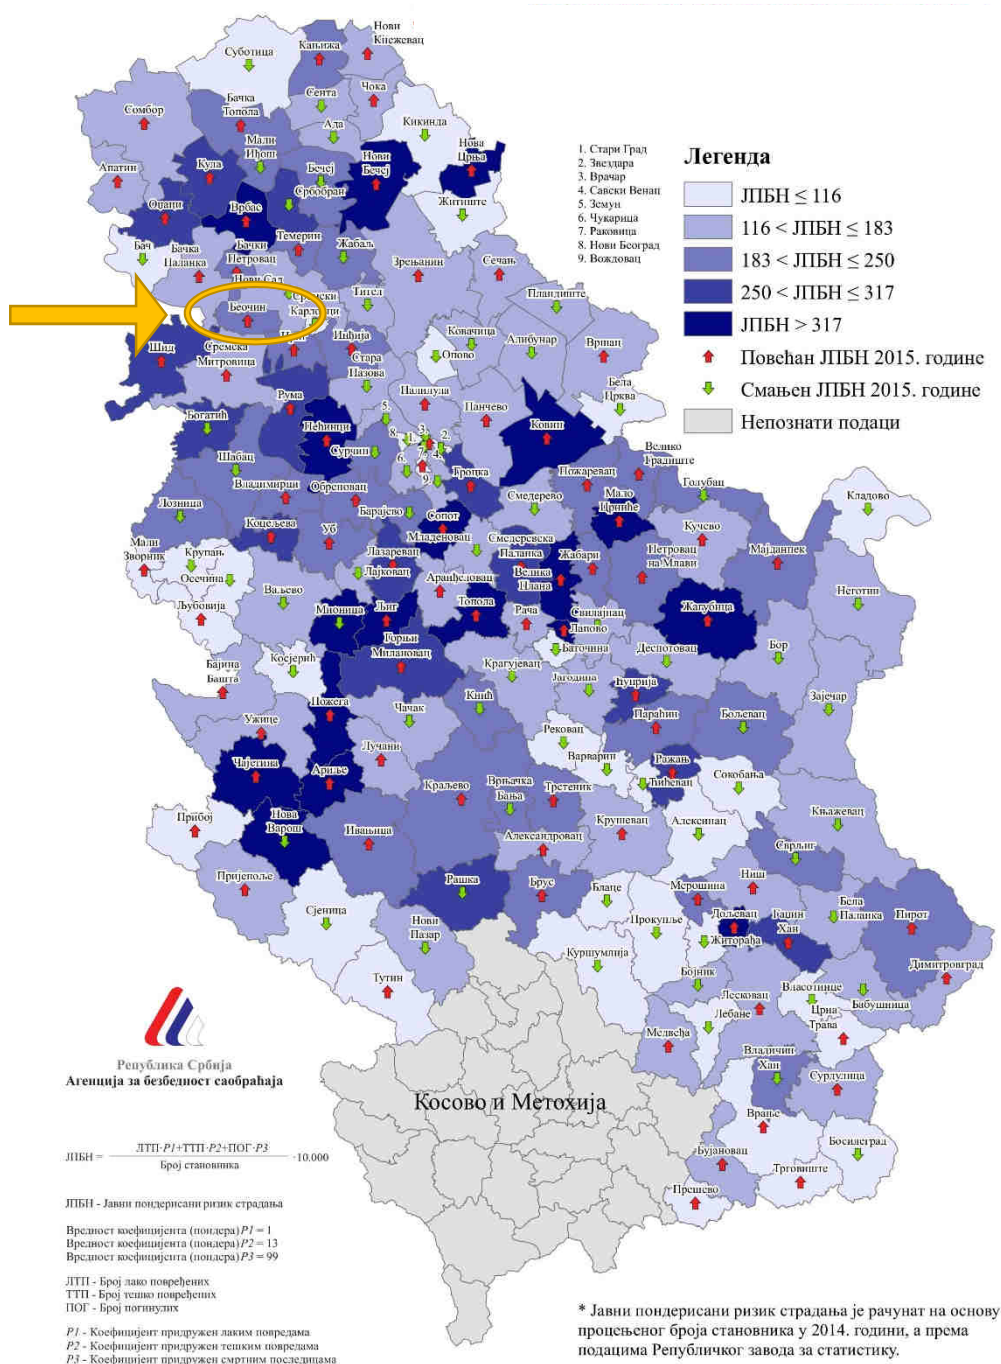 Нови
Кнежевац
Кањижа
Суботица
Чока
Сента
Бачка
Топола
Сомбор
Ада
Кикинда
Мали
Иђош
Нова
Црња
Кула
Бечеј
Нови
Бечеј
Апатин
Србобран
Оџаци
Врбас
Житиште
Темерин
Бач
Бачка
Паланка
Бачки
Петровац
Жабаљ
Зрењанин
Сечањ
Нови Сад
Сремски
Карловци
Тител
Пландиште
Беочин
Ковачица
Опово
Алибунар
Вршац
Инђија
Шид
Сремска
Митровица
Стара
Пазова
Бела
Црква
Рума
Палилула
Панчево
Богатић
Пећинци
5.
8.
1.
3.
2.
4.
7.
6.
9.
Ковин
Сурчин
Шабац
Гроцка
Пожаревац
Велико
Градиште
Голубац
Владимирци
Обреновац
Мало
Црниће
Кладово
Лозница
Барајево
Сопот
Смедерево
Кучево
Коцељева
Уб
Младеновац
Смедеревска
Паланка
Мали
Зворник
Крупањ
Осечина
Лазаревац
Лајковац
Велика
Плана
Жабари
Петровац
на Млави
Мајданпек
Ваљево
Аранђеловац
Неготин
Љубовија
Мионица
Љиг
Топола
Рача
Свилајнац
Лапово
Жагубица
Горњи
Милановац
Баточина
Деспотовац
Бор
Косјерић
Крагујевац
Јагодина
Бајина
Башта
Ћуприја
Зајечар
Пожега
Чачак
Кнић
Параћин
Бољевац
Ужице
Лучани
Рековац
Варварин
Ражањ
Чајетина
Ариље
Ћићевац
Сокобања
Краљево
Врњачка
Бања
Трстеник
Књажевац
Прибој
Нова
Варош
Ивањица
Александровац
Крушевац
Алексинац
Сврљиг
Пријепоље
Рашка
Брус
Блаце
Мерошина
Ниш
Бела
Паланка
Пирот
Сјеница
Нови
Пазар
Прокупље
Дољевац
Гаџин
Хан
Житорађа
Куршумлија
Димитровград
Тутин
Бојник
Лесковац
Власотинце
Бабушница
Лебане
Црна
Трава
Медвеђа
Владичин
Хан
Сурдулица
Врање
Босилеград
Бујановац
Трговиште
Прешево
Косово и Метохија
1. Стари Град
2. Звездара
3. Врачар
4. Савски Венац
5. Земун
6. Чукарица
7. Раковица
8. Нови Београд
9. Вождовац
Легенда
ЈПБН ≤ 116
116 < ЈПБН ≤ 183
183 < ЈПБН ≤ 250
250 < ЈПБН ≤ 317
ЈПБН > 317
Повећан ЈПБН 2015. године
Смањен ЈПБН 2015. године
Непознати подаци
Република Србија
Агенција за безбедност саобраћаја
ЈПБН = ЛТП·P1+ТТП·P2+ПОГ·P3 / Број становника ·10.000
ЈПБН - Јавни пондерисани ризик страдања
Вредност коефицијента (пондера) P1 = 1
Вредност коефицијента (пондера) P2 = 13
Вредност коефицијента (пондера) P3 = 99
ЛТП - Број лако повређених
ТТП - Број тешко повређених
ПОГ - Број погинулих
P1 - Коефицијент придружен лаким повредама
P2 - Коефицијент придружен тешким повредама
P3 - Коефицијент придружен смртним последицама
* Јавни пондерисани ризик страдања је рачунат на основу
процењеног броја становника у 2014. години, а према
подацима Републичког завода за статистику.